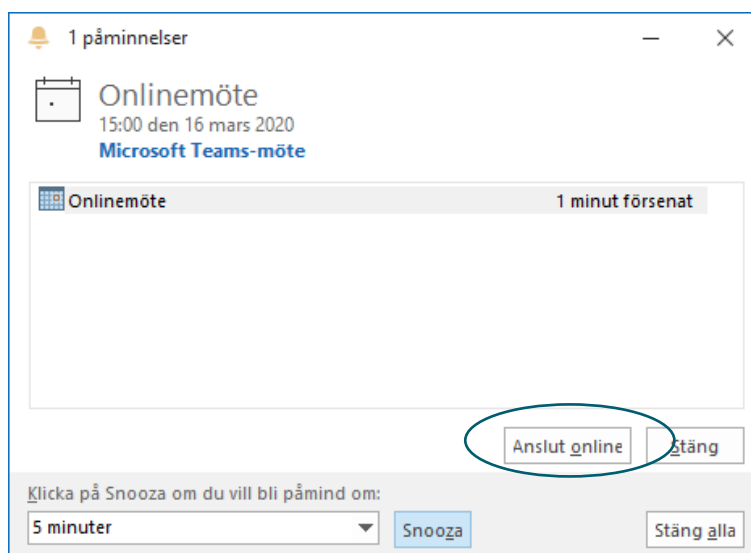 1 påminnelser
Onlinemöte
15:00 den 16 mars 2020
Microsoft Teams-möte
Onlinemöte 1 minut försenat
Anslut online Stäng
Klicka på Snooza om du vill bli påmind om:
5 minuter Snooza Stäng alla